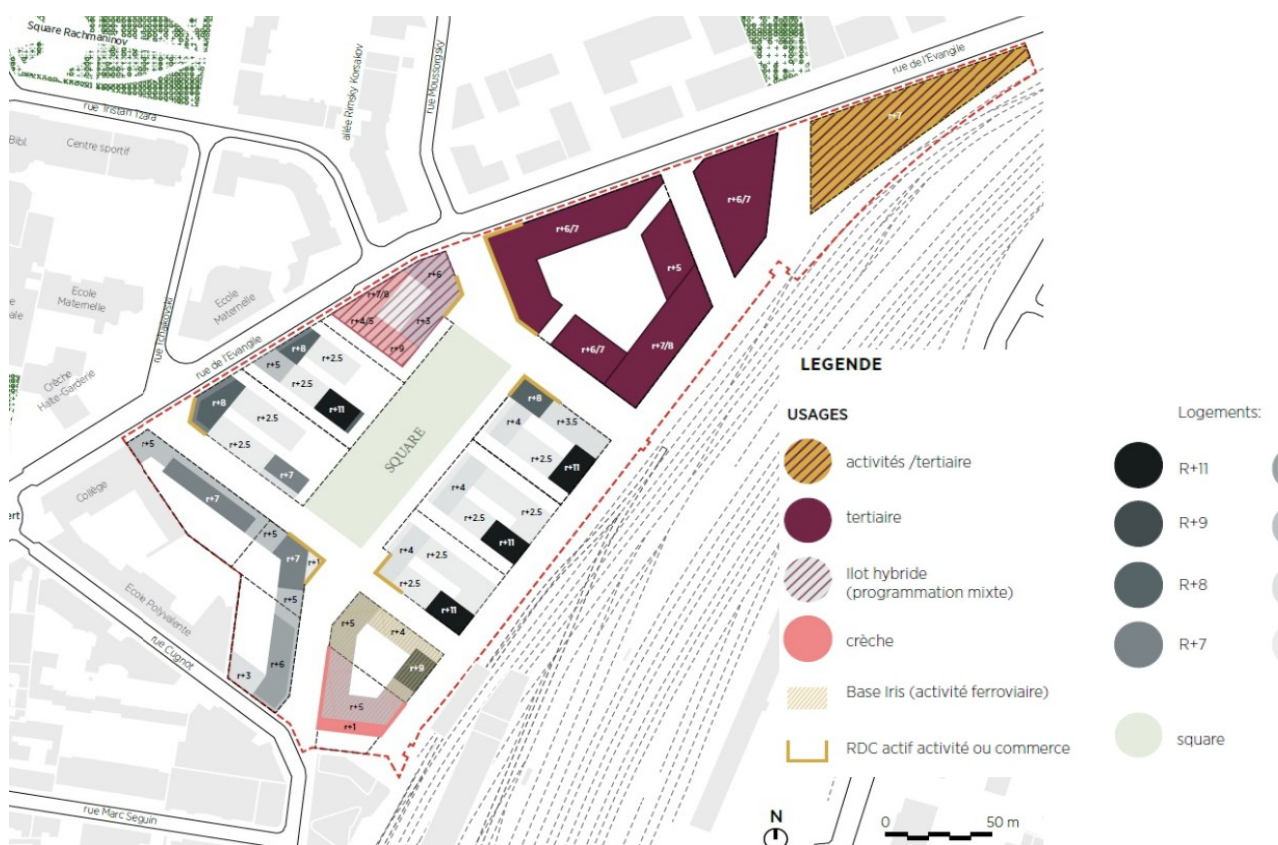 Square Rachmaninov
rue Tristan Tzara
allée Rimsky Korsakov
rue Moussorgsky
rue de l'Evangile
Bibl.
Centre sportif
Ecole
Maternelle
Ecole
Maternelle
rue Tchaïkovski
Crèche
Halte-Garderie
rue de l'Evangile
Collège
Ecole Polyvalente
rue Cugnot
rue Marc Seguin
SQUARE
r+7
r+6/7
r+6/7
r+5
r+6/7
r+7/8
r+6
r+7/8
r+4/5
r+3
r+9
r+8
r+5
r+2.5
r+2.5
r+11
r+8
r+2.5
r+2.5
r+7
r+8
r+4
r+3.5
r+2.5
r+11
r+4
r+2.5
r+2.5
r+11
r+4
r+2.5
r+2.5
r+11
r+5
r+7
r+5
r+7
r+1
r+5
r+6
r+3
r+5
r+4
r+9
r+5
r+1
LEGENDE
USAGES
activités /tertiaire
tertiaire
Ilot hybride
(programmation mixte)
crèche
Base Iris (activité ferroviaire)
RDC actif activité ou commerce
Logements:
R+11
R+9
R+8
R+7
square
N
0 50 m